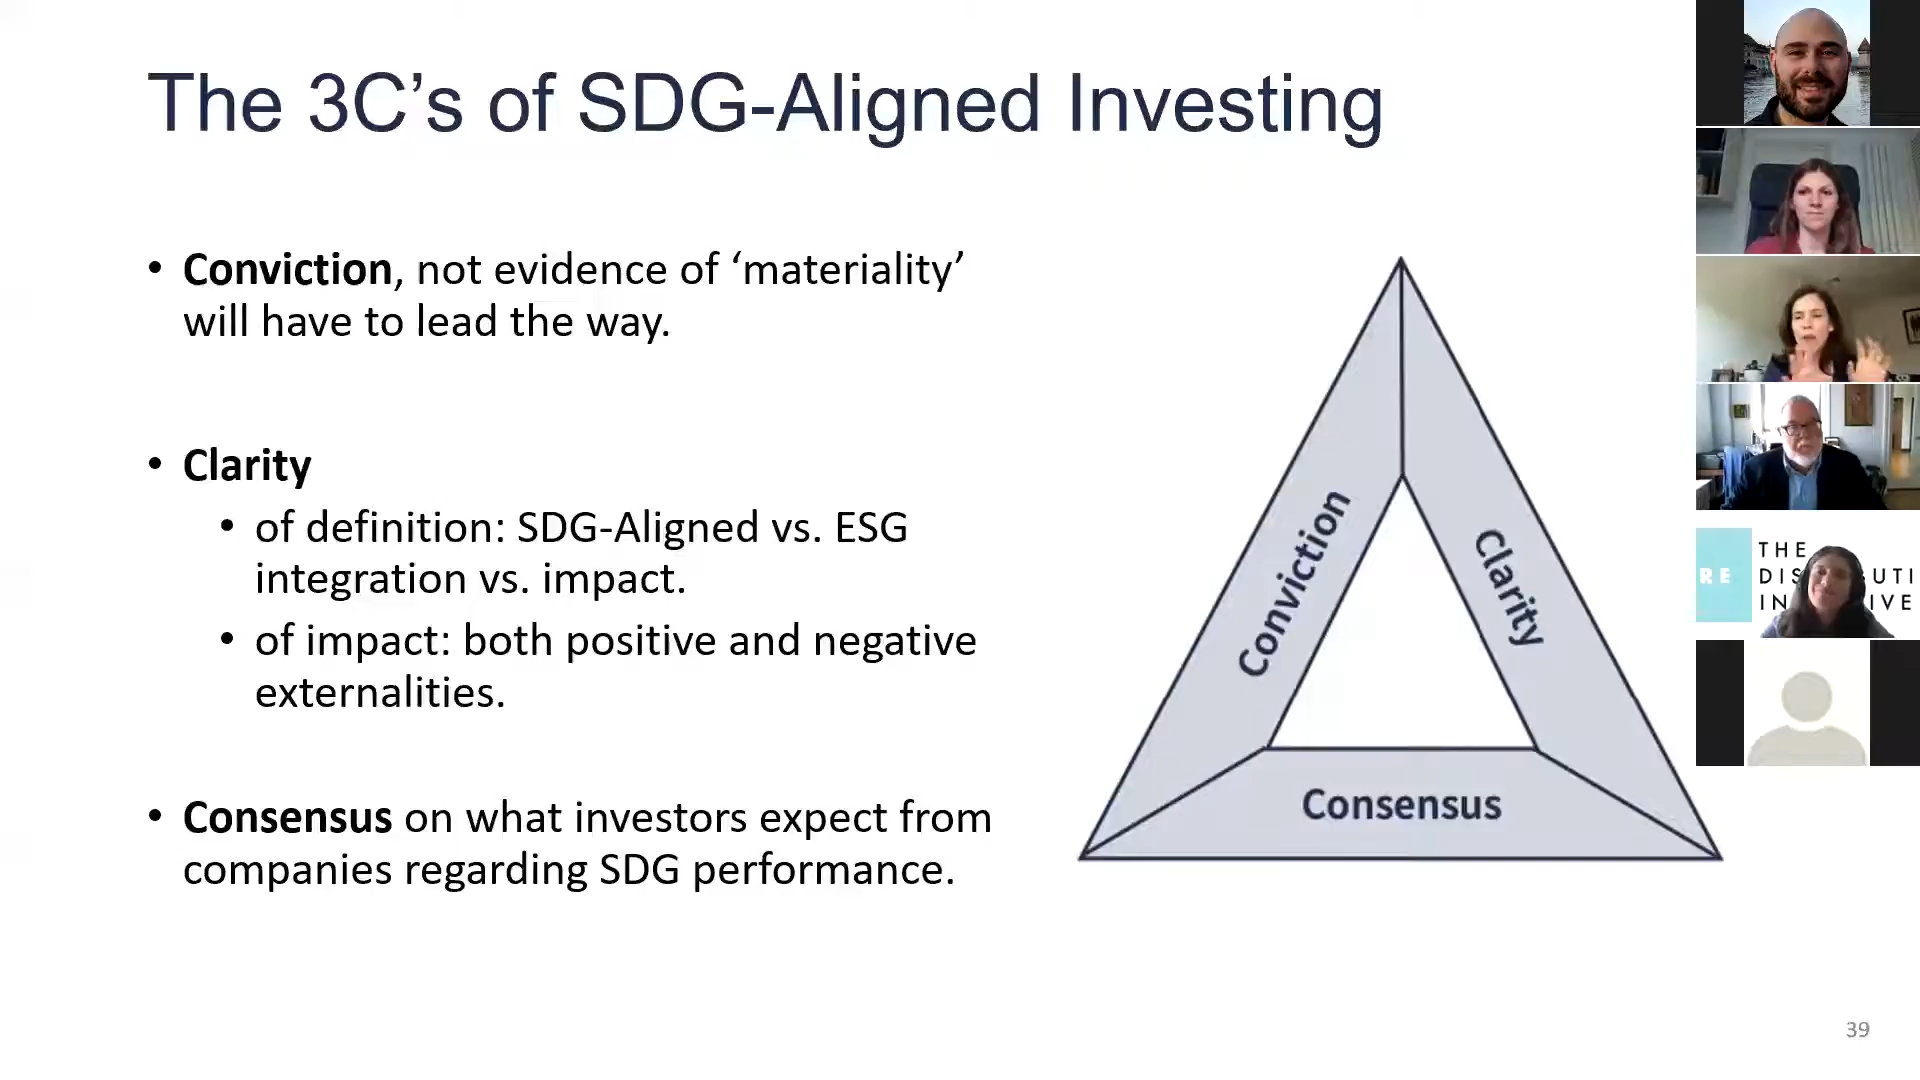 The 3C’s of SDG-Aligned Investing
• Conviction, not evidence of ‘materiality’
will have to lead the way.
• Clarity
• of definition: SDG-Aligned vs. ESG
integration vs. impact.
• of impact: both positive and negative
externalities.
• Consensus on what investors expect from
companies regarding SDG performance.
Conviction
Clarity
Consensus
RE
THE
39